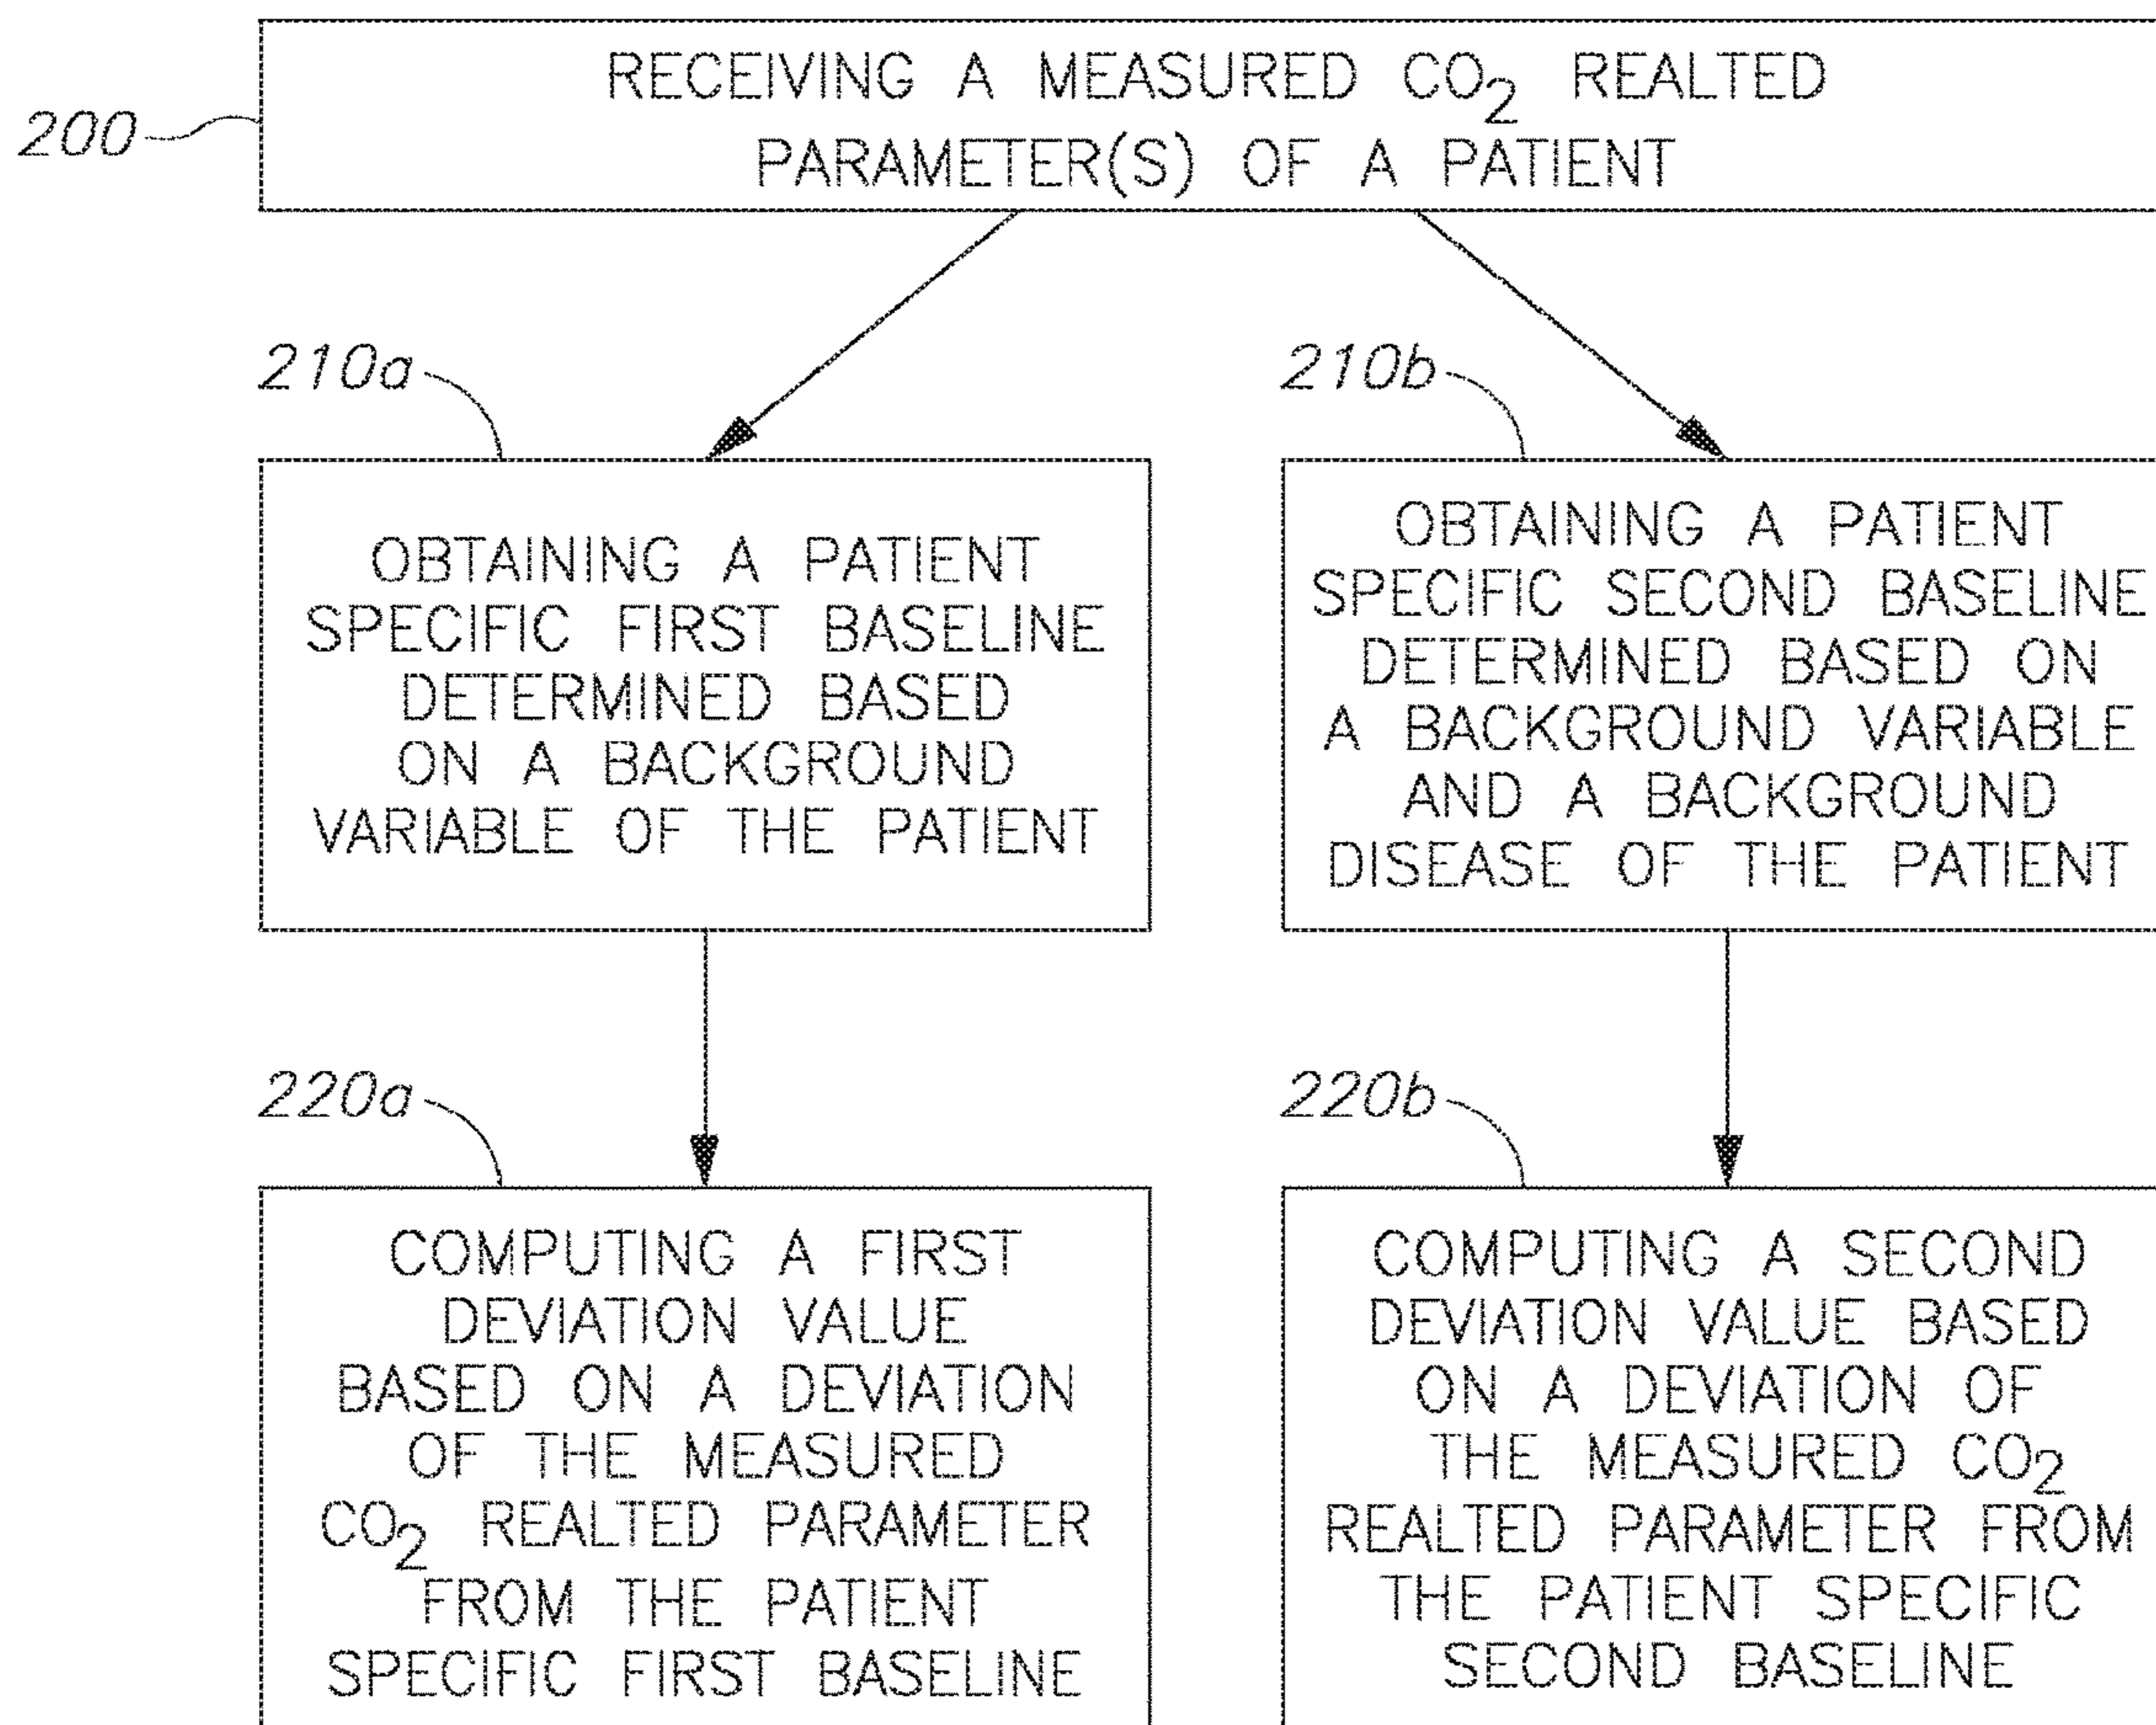 200
RECEIVING A MEASURED CO₂ REALTED
PARAMETER(S) OF A PATIENT
210a
OBTAINING A PATIENT
SPECIFIC FIRST BASELINE
DETERMINED BASED
ON A BACKGROUND
VARIABLE OF THE PATIENT
210b
OBTAINING A PATIENT
SPECIFIC SECOND BASELINE
DETERMINED BASED ON
A BACKGROUND VARIABLE
AND A BACKGROUND
DISEASE OF THE PATIENT
220a
COMPUTING A FIRST
DEVIATION VALUE
BASED ON A DEVIATION
OF THE MEASURED
CO₂ REALTED PARAMETER
FROM THE PATIENT
SPECIFIC FIRST BASELINE
220b
COMPUTING A SECOND
DEVIATION VALUE BASED
ON A DEVIATION OF
THE MEASURED CO₂
REALTED PARAMETER FROM
THE PATIENT SPECIFIC
SECOND BASELINE